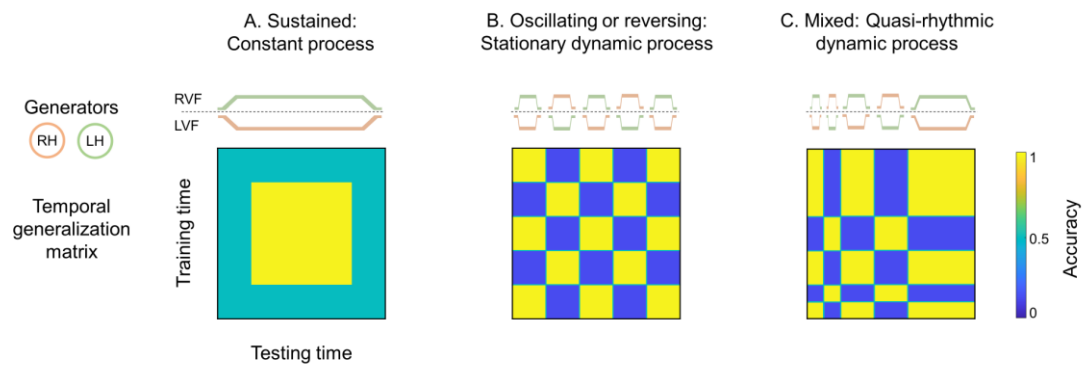 A. Sustained:
Constant process
B. Oscillating or reversing:
Stationary dynamic process
C. Mixed: Quasi-rhythmic
dynamic process
Generators
RH LH
RVF
LVF
Temporal
generalization
matrix
Training time
Testing time
1
0.5
0
Accuracy